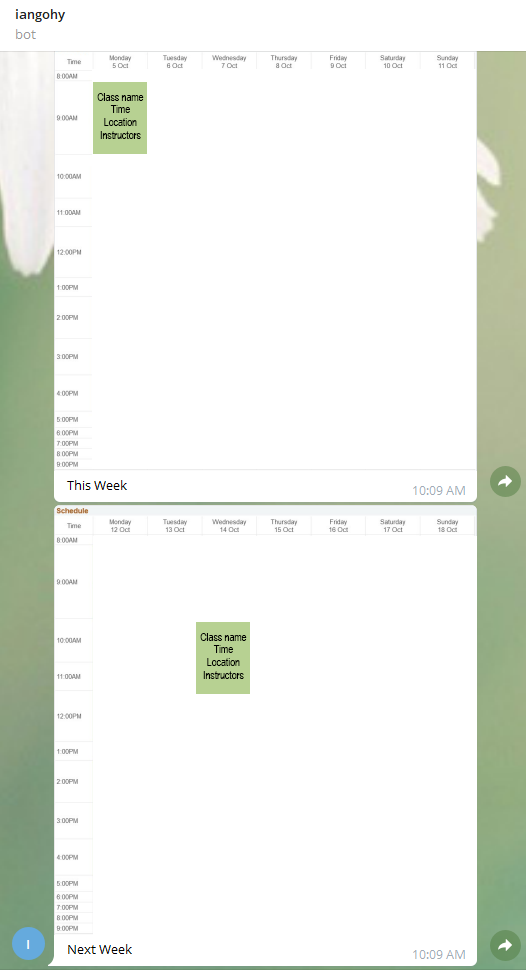 iangohy
bot
Time Monday Tuesday Wednesday Thursday Friday Saturday Sunday
5 Oct 6 Oct 7 Oct 8 Oct 9 Oct 10 Oct 11 Oct
8:00AM
Class name
Time
9:00AM
Location
Instructors
10:00AM
11:00AM
12:00PM
1:00PM
2:00PM
3:00PM
4:00PM
5:00PM
6:00PM
7:00PM
8:00PM
9:00PM
This Week
10:09 AM
Schedule
Time Monday Tuesday Wednesday Thursday Friday Saturday Sunday
12 Oct 13 Oct 14 Oct 15 Oct 16 Oct 17 Oct 18 Oct
8:00AM
9:00AM
10:00AM
Class name
Time
Location
11:00AM
Instructors
12:00PM
1:00PM
2:00PM
3:00PM
4:00PM
5:00PM
6:00PM
7:00PM
8:00PM
9:00PM
I
Next Week
10:09 AM